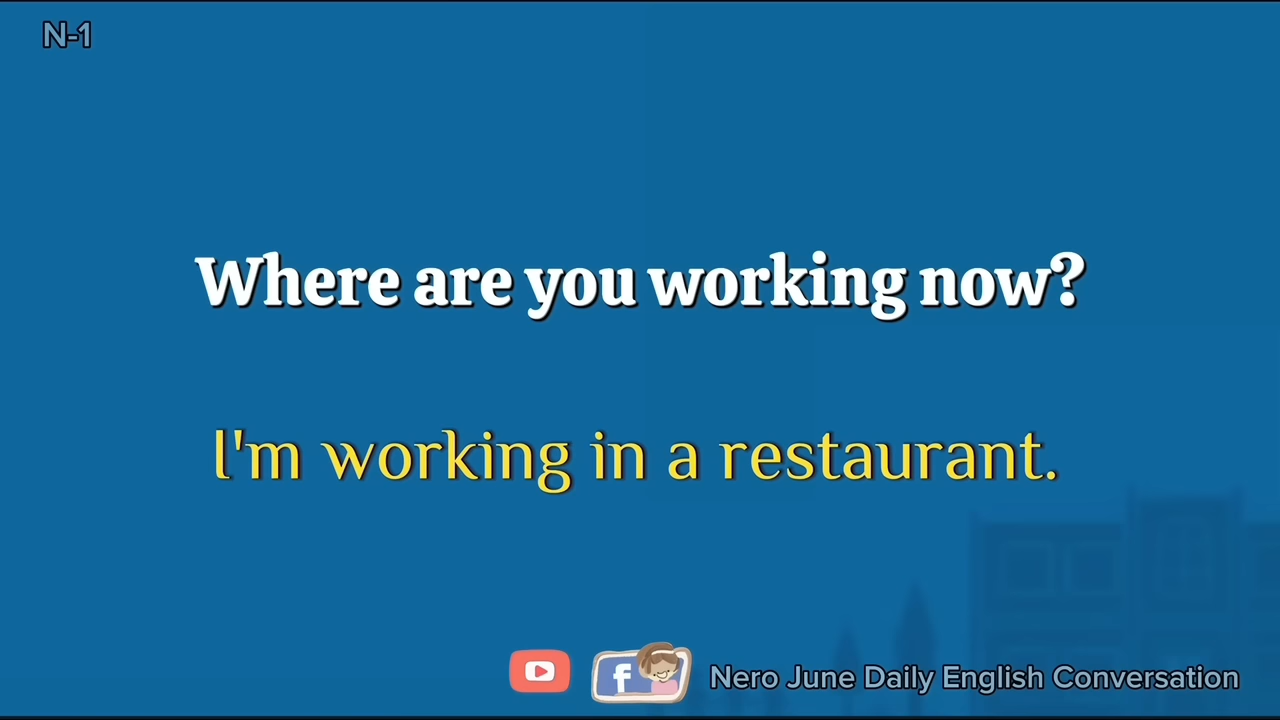 N-1
Where are you working now?
I'm working in a restaurant.
f
Nero June Daily English Conversation